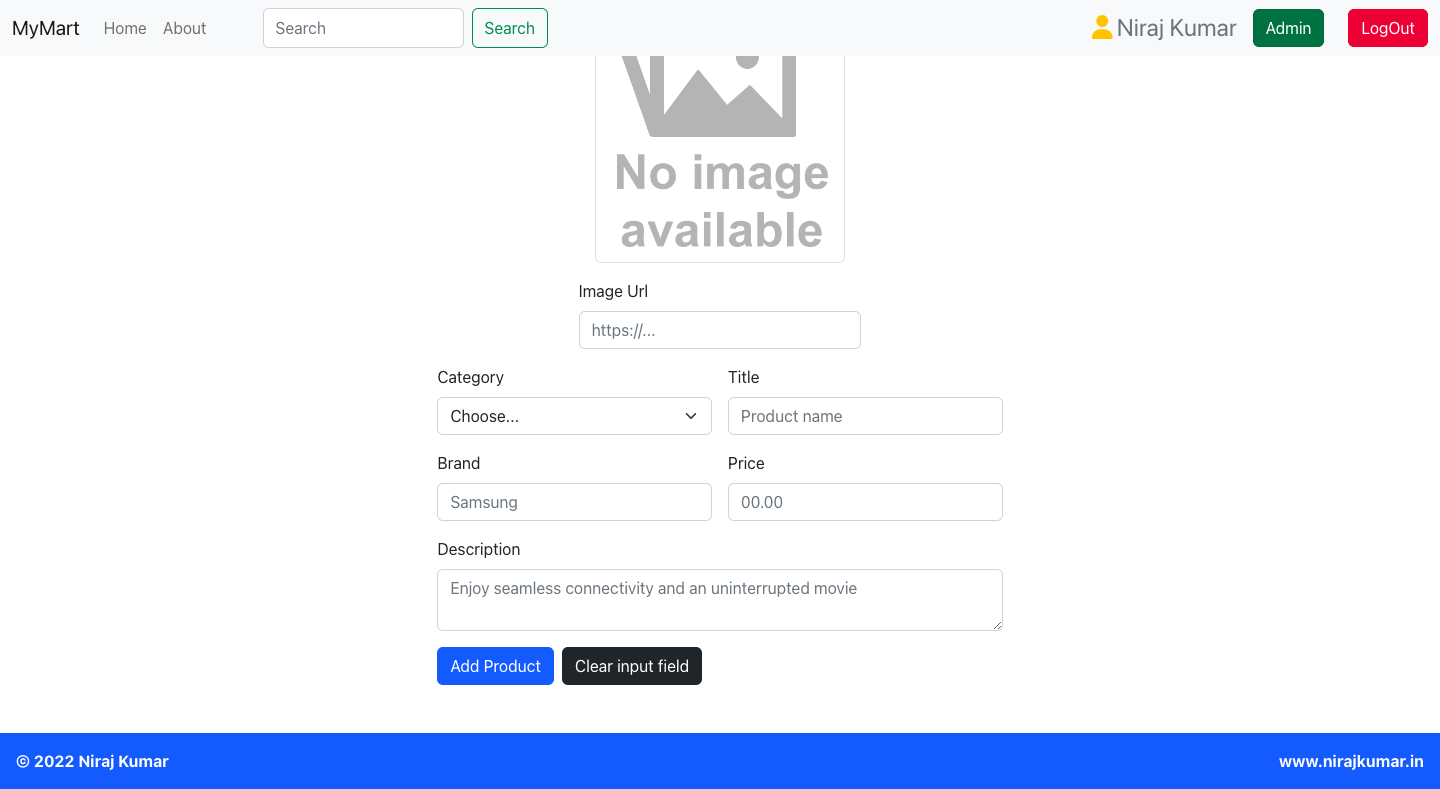 MyMart Home About Search Search Niraj Kumar Admin LogOut
No image
available
Image Url
https://...
Category Title
Choose... Product name
Brand Price
Samsung 00.00
Description
Enjoy seamless connectivity and an uninterrupted movie
Add Product Clear input field
© 2022 Niraj Kumar www.nirajkumar.in